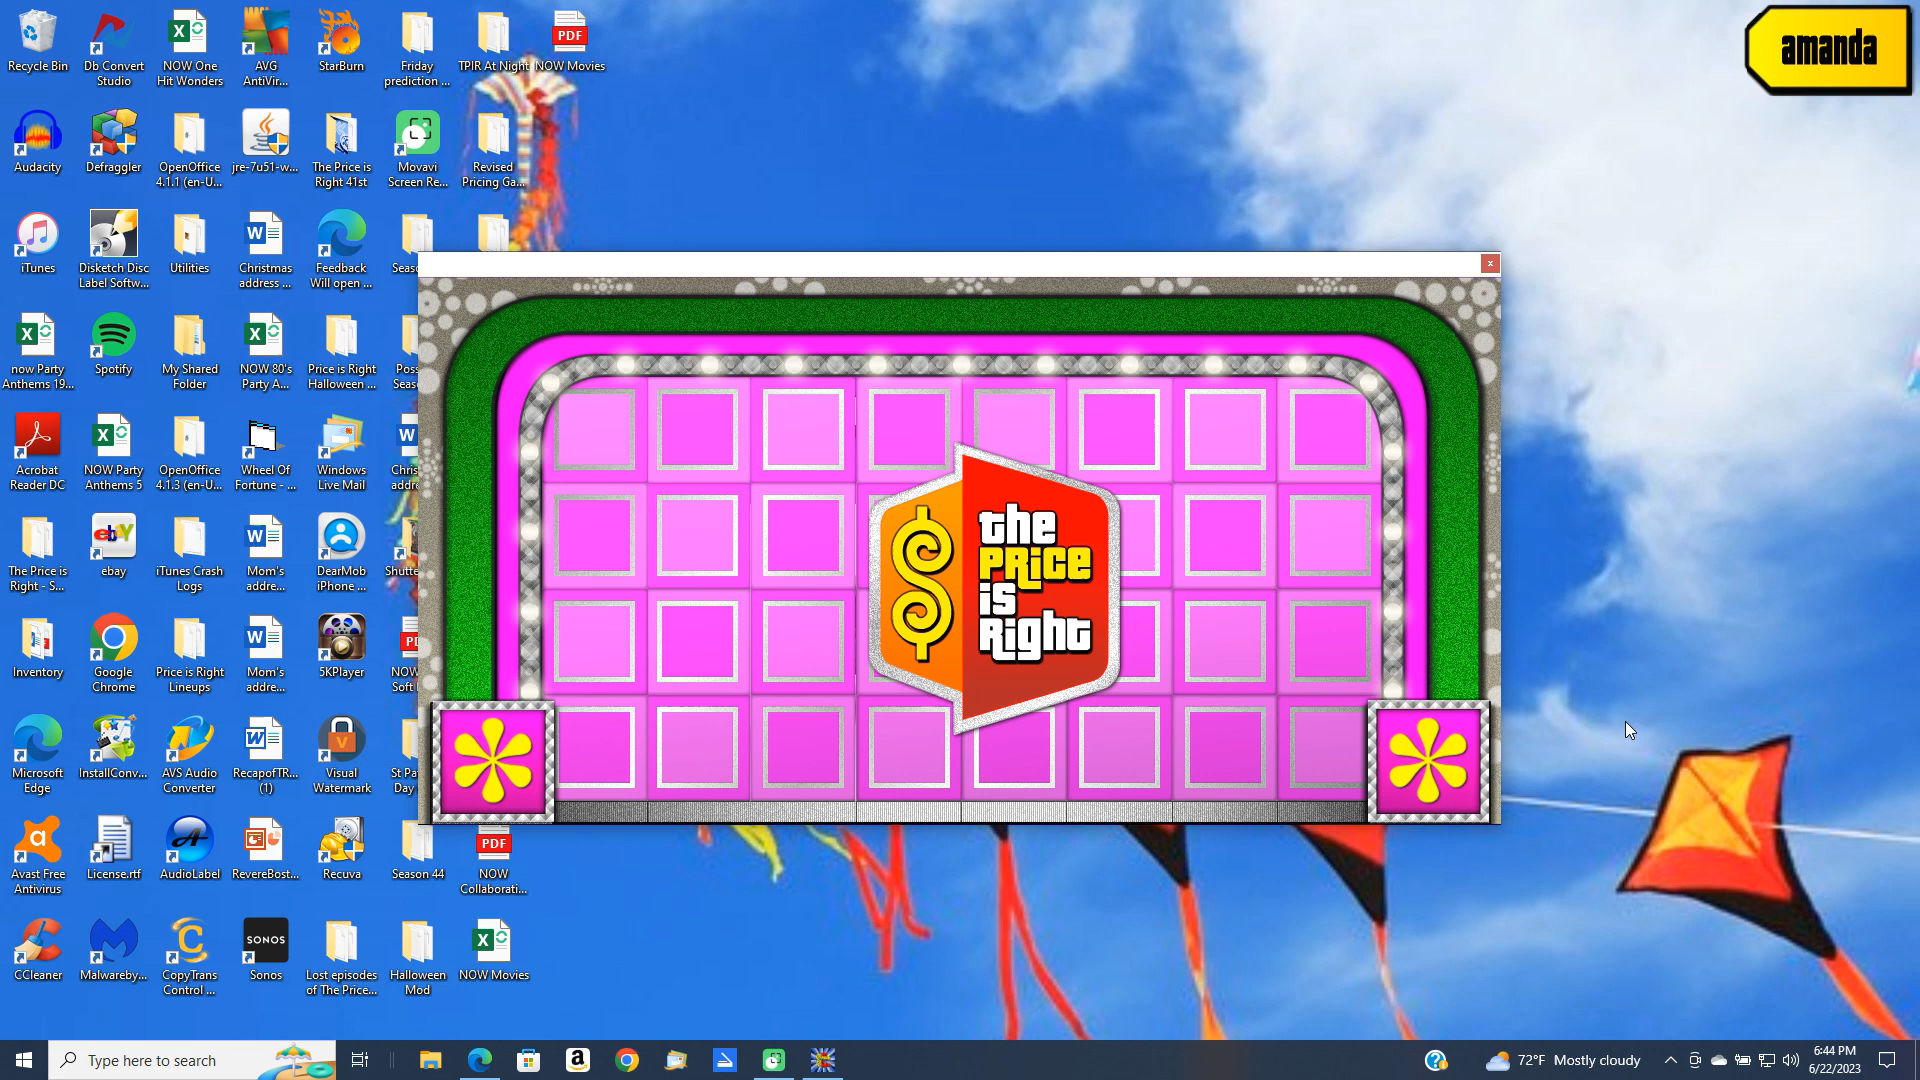 Recycle Bin
Db Convert
Studio
NOW One
Hit Wonders
AVG
AntiVir...
StarBurn
Friday
prediction ...
TPIR At Night
PDF
NOW Movies
amanda
Audacity
Defraggler
OpenOffice
4.1.1 (en-U...
jre-7u51-w...
The Price is
Right 41st
Movavi
Screen Re...
Revised
Pricing Ga...
iTunes
Disketch Disc
Label Softw...
Utilities
Christmas
address ...
Feedback
Will open ...
now Party
Anthems 19...
Spotify
My Shared
Folder
NOW 80's
Party A...
Price is Right
Halloween ...
Acrobat
Reader DC
NOW Party
Anthems 5
OpenOffice
4.1.3 (en-U...
Wheel Of
Fortune - ...
Windows
Live Mail
The Price is
Right - S...
ebay
ebay
iTunes Crash
Logs
Mom's
addre...
DearMob
iPhone ...
Inventory
Google
Chrome
Price is Right
Lineups
Mom's
addre...
5KPlayer
Microsoft
Edge
InstallConv...
AVS Audio
Converter
RecapofTR...
(1)
Visual
Watermark
St Pa
Day
the
PRice
is
Right
Avast Free
Antivirus
License.rtf
AudioLabel
RevereBost...
Recuva
Season 44
PDF
NOW
Collaborati...
CCleaner
Malwareby...
CopyTrans
Control ...
SONOS
Sonos
Lost episodes
of The Price...
Halloween
Mod
NOW Movies
Type here to search
72°F Mostly cloudy
6:44 PM
6/22/2023